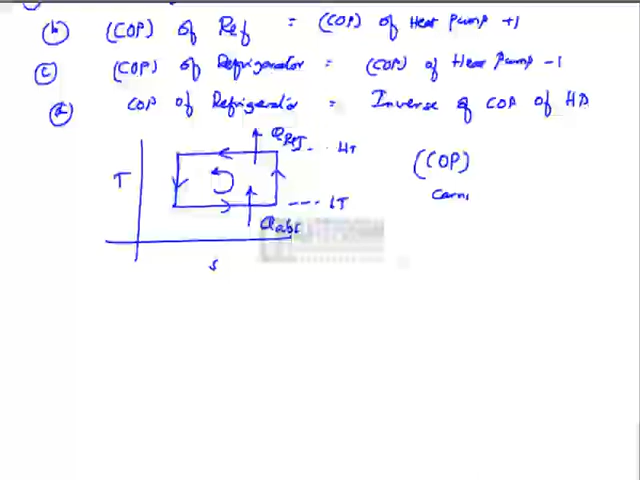 (b) (COP) of Ref = (COP) of Heat Pump +1
(c) (COP) of Refrigerator = (COP) of Heat Pump -1
(d) COP of Refrigerator = Inverse of COP of HP
QRej HT
T
(COP)
LT
Carn
Qabs
s